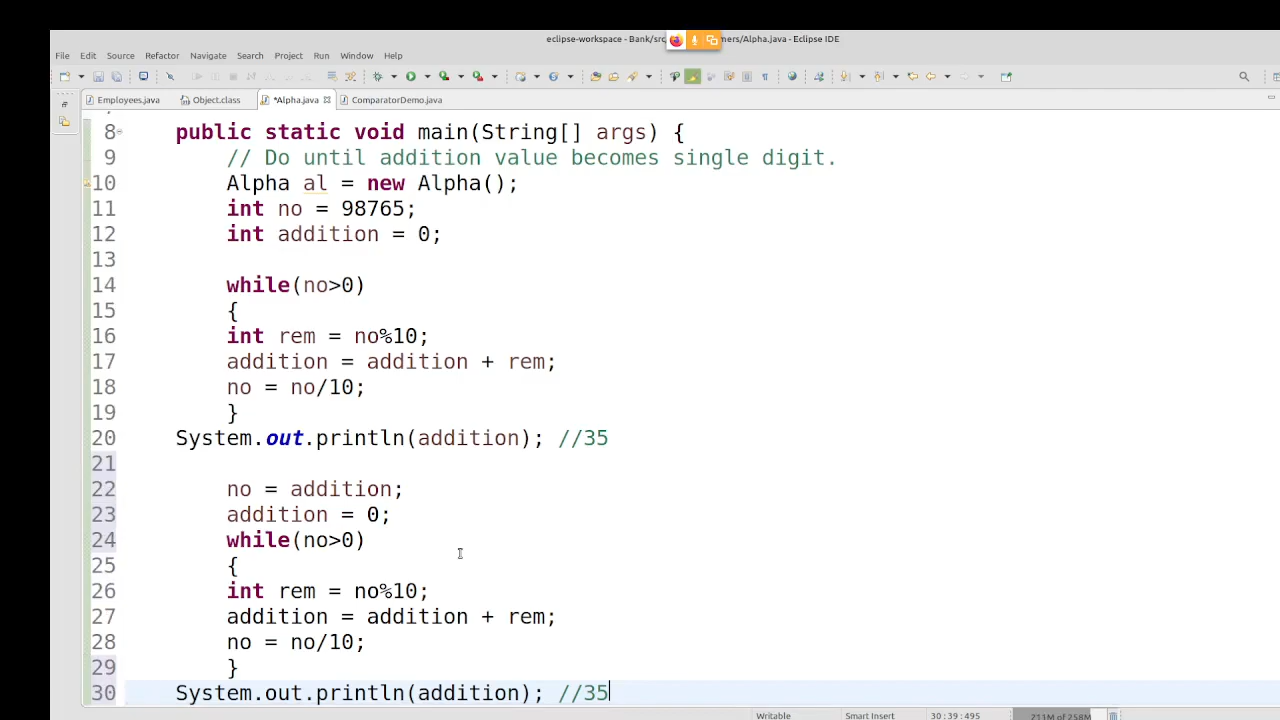 eclipse-workspace - Bank/src mers/Alpha.java - Eclipse IDE
File Edit Source Refactor Navigate Search Project Run Window Help
Employees.java Object.class *Alpha.java ComparatorDemo.java
8 public static void main(String[] args) {
9 // Do until addition value becomes single digit.
10 Alpha al = new Alpha();
11 int no = 98765;
12 int addition = 0;
13
14 while(no>0)
15 {
16 int rem = no%10;
17 addition = addition + rem;
18 no = no/10;
19 }
20 System.out.println(addition); //35
21
22 no = addition;
23 addition = 0;
24 while(no>0)
25 {
26 int rem = no%10;
27 addition = addition + rem;
28 no = no/10;
29 }
30 System.out.println(addition); //35
Writable Smart Insert 30 : 39 : 495 211M of 258M